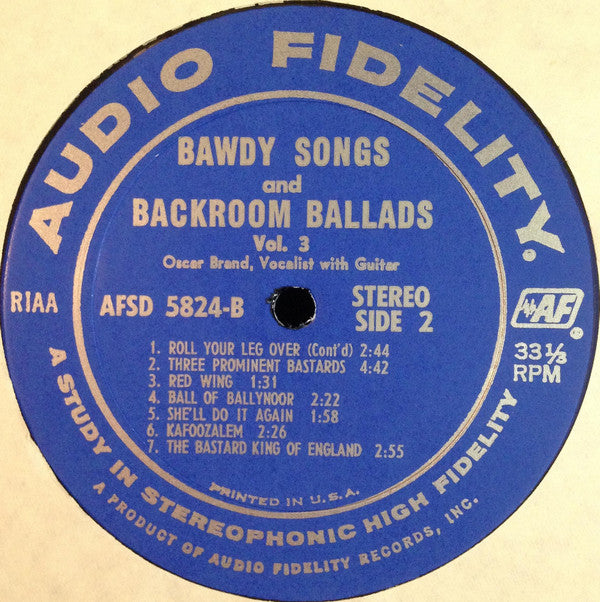 AUDIO FIDELITY®
BAWDY SONGS
and
BACKROOM BALLADS
Vol. 3
Oscar Brand, Vocalist with Guitar
RIAA
AFSD 5824-B
STEREO
SIDE 2
AF®
33 1/3
RPM
1. ROLL YOUR LEG OVER (Cont'd) 2:44
2. THREE PROMINENT BASTARDS 4:42
3. RED WING 1:31
4. BALL OF BALLYNOOR 2:22
5. SHE'LL DO IT AGAIN 1:58
6. KAFOOZALEM 2:26
7. THE BASTARD KING OF ENGLAND 2:55
PRINTED IN U.S.A.
A STUDY IN STEREOPHONIC HIGH FIDELITY
A PRODUCT OF AUDIO FIDELITY RECORDS, INC.